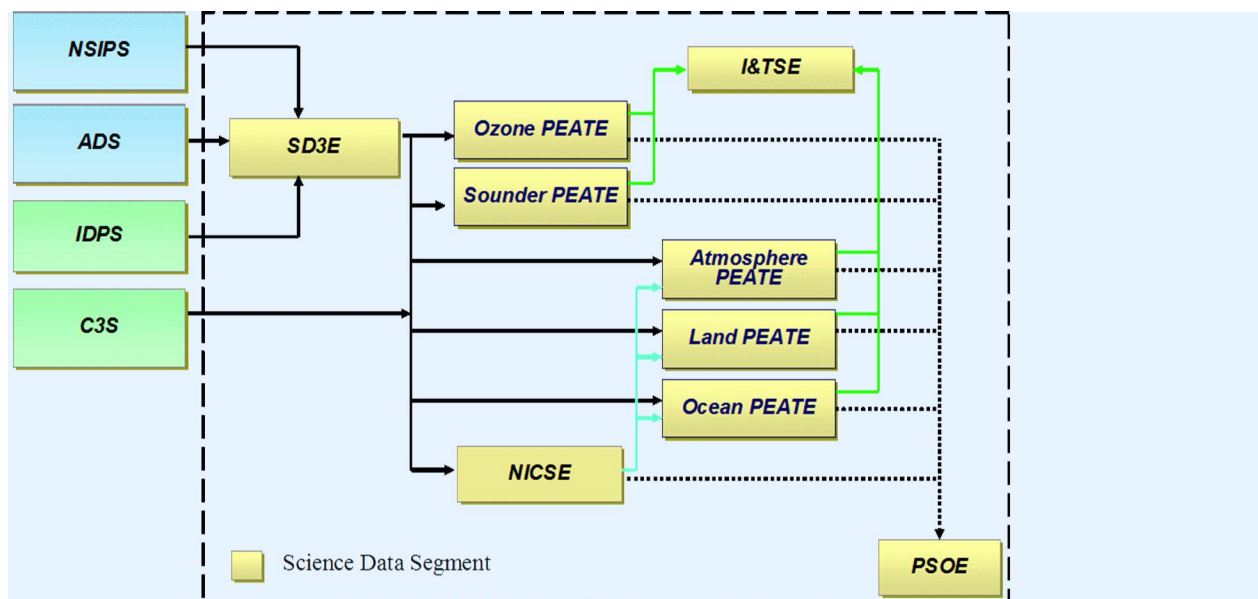 NSIPS
I&TSE
ADS
SD3E
Ozone PEATE
Sounder PEATE
IDPS
Atmosphere
PEATE
C3S
Land PEATE
Ocean PEATE
NICSE
Science Data Segment
PSOE